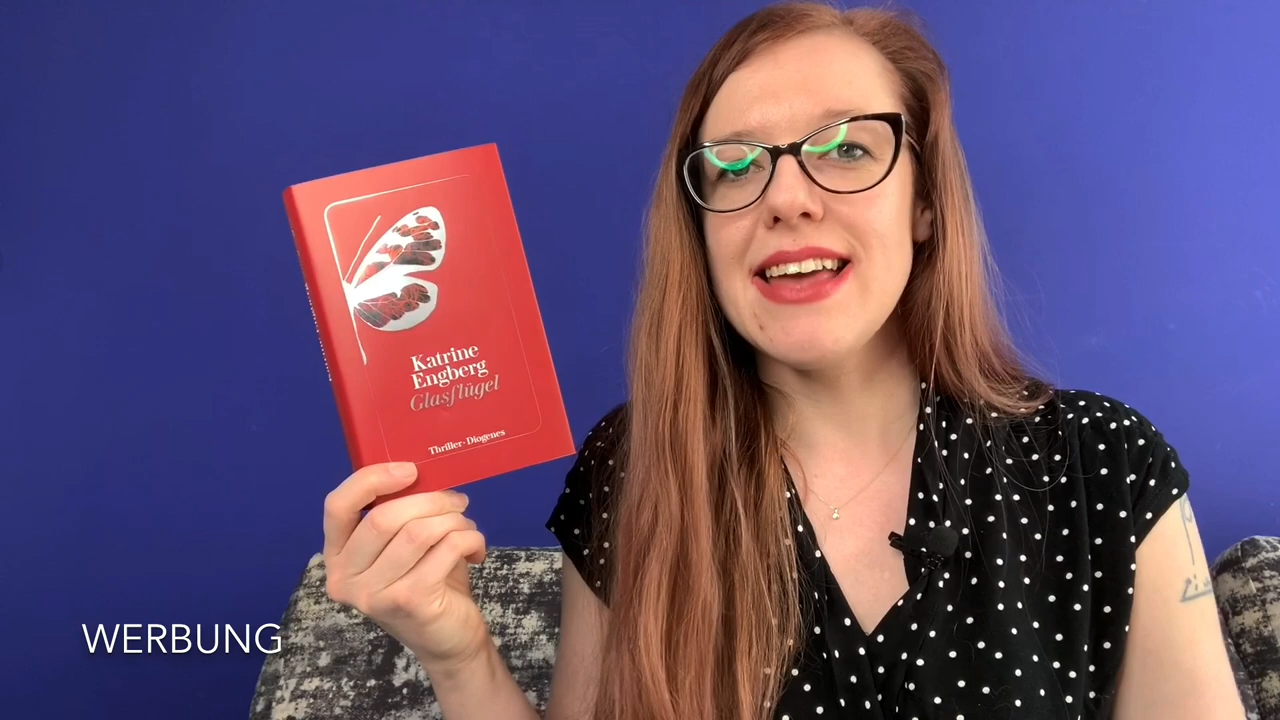 Katrine
Engberg
Glasflügel
Thriller · Diogenes
WERBUNG